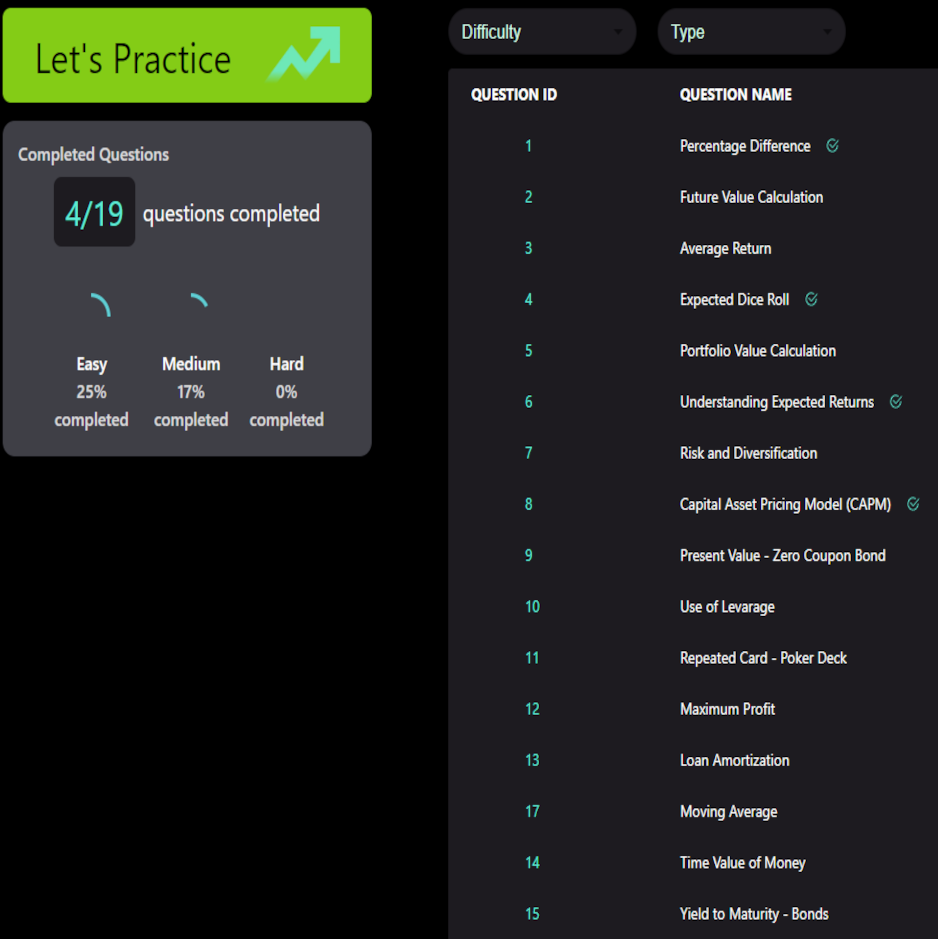 Let's Practice
Completed Questions
4/19 questions completed
Easy Medium Hard
25% 17% 0%
completed completed completed
Difficulty Type
QUESTION ID QUESTION NAME
1 Percentage Difference
2 Future Value Calculation
3 Average Return
4 Expected Dice Roll
5 Portfolio Value Calculation
6 Understanding Expected Returns
7 Risk and Diversification
8 Capital Asset Pricing Model (CAPM)
9 Present Value - Zero Coupon Bond
10 Use of Levarage
11 Repeated Card - Poker Deck
12 Maximum Profit
13 Loan Amortization
17 Moving Average
14 Time Value of Money
15 Yield to Maturity - Bonds